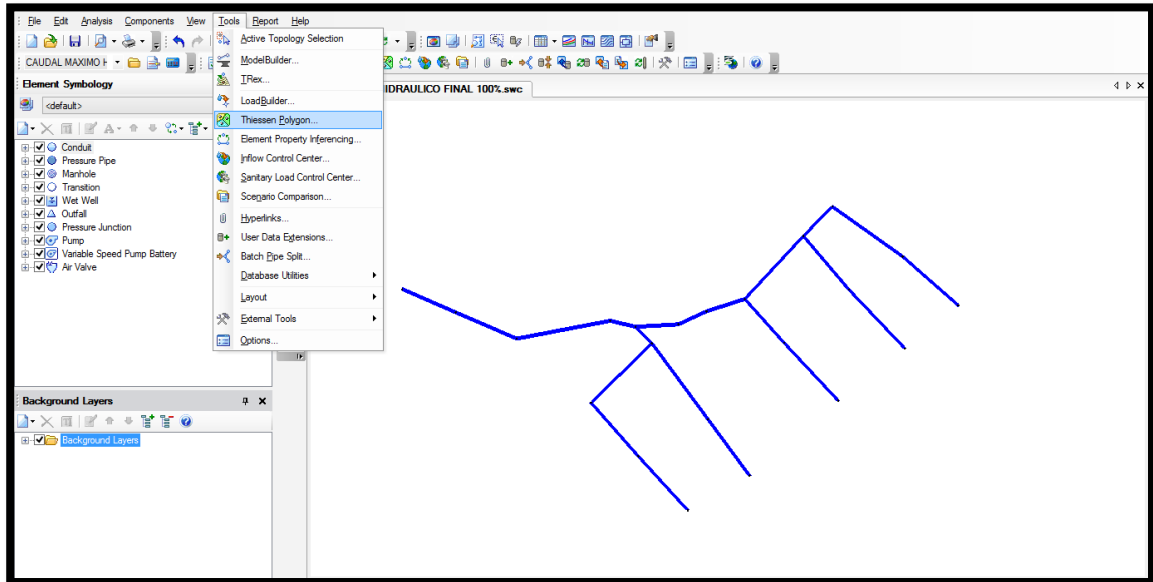 File Edit Analysis Components View Tools Report Help
CAUDAL MAXIMO H
Element Symbology
<default>
Conduit
Pressure Pipe
Manhole
Transition
Wet Well
Outfall
Pressure Junction
Pump
Variable Speed Pump Battery
Air Valve
Active Topology Selection
ModelBuilder...
TRex...
LoadBuilder...
Thiessen Polygon...
Element Property Inferencing...
Inflow Control Center...
Sanitary Load Control Center...
Scenario Comparison...
Hyperlinks...
User Data Extensions...
Batch Pipe Split...
Database Utilities
Layout
External Tools
Options...
IDRAULICO FINAL 100%.swc
Background Layers
Background Layers